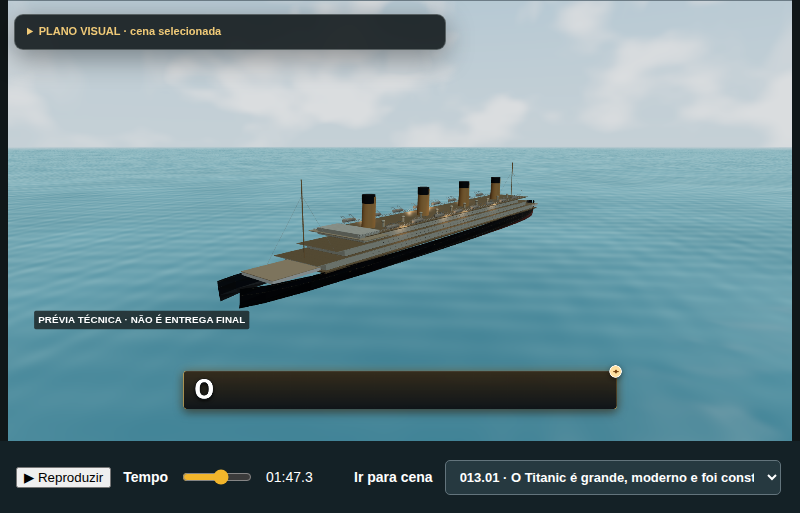 ▶ PLANO VISUAL · cena selecionada
PRÉVIA TÉCNICA · NÃO É ENTREGA FINAL
O
▶ Reproduzir Tempo 01:47.3 Ir para cena 013.01 · O Titanic é grande, moderno e foi const